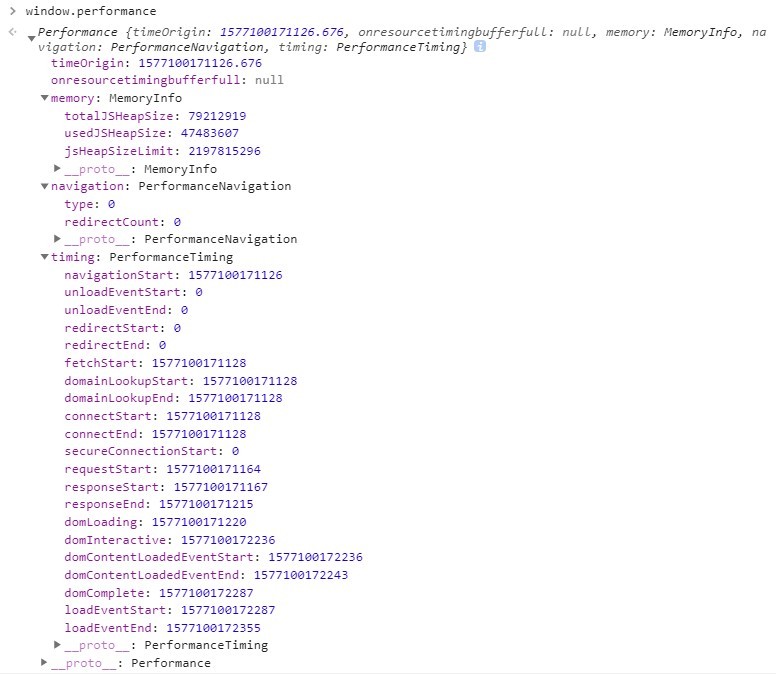 window.performance
Performance {timeOrigin: 1577100171126.676, onresourcetimingbufferfull: null, memory: MemoryInfo, na
vigation: PerformanceNavigation, timing: PerformanceTiming}
timeOrigin: 1577100171126.676
onresourcetimingbufferfull: null
memory: MemoryInfo
totalJSHeapSize: 79212919
usedJSHeapSize: 47483607
jsHeapSizeLimit: 2197815296
__proto__: MemoryInfo
navigation: PerformanceNavigation
type: 0
redirectCount: 0
__proto__: PerformanceNavigation
timing: PerformanceTiming
navigationStart: 1577100171126
unloadEventStart: 0
unloadEventEnd: 0
redirectStart: 0
redirectEnd: 0
fetchStart: 1577100171128
domainLookupStart: 1577100171128
domainLookupEnd: 1577100171128
connectStart: 1577100171128
connectEnd: 1577100171128
secureConnectionStart: 0
requestStart: 1577100171164
responseStart: 1577100171167
responseEnd: 1577100171215
domLoading: 1577100171220
domInteractive: 1577100172236
domContentLoadedEventStart: 1577100172236
domContentLoadedEventEnd: 1577100172243
domComplete: 1577100172287
loadEventStart: 1577100172287
loadEventEnd: 1577100172355
__proto__: PerformanceTiming
__proto__: Performance